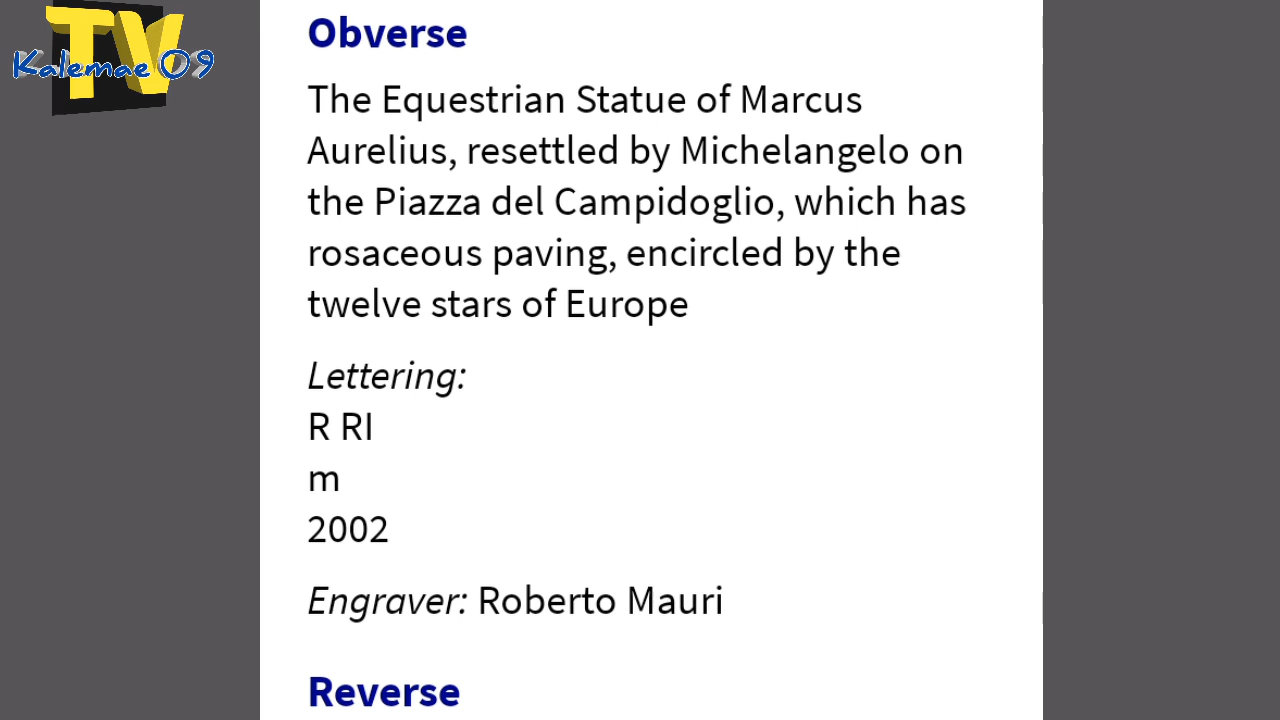 TV
Kalemae 09
Obverse
The Equestrian Statue of Marcus
Aurelius, resettled by Michelangelo on
the Piazza del Campidoglio, which has
rosaceous paving, encircled by the
twelve stars of Europe
Lettering:
R RI
m
2002
Engraver: Roberto Mauri
Reverse